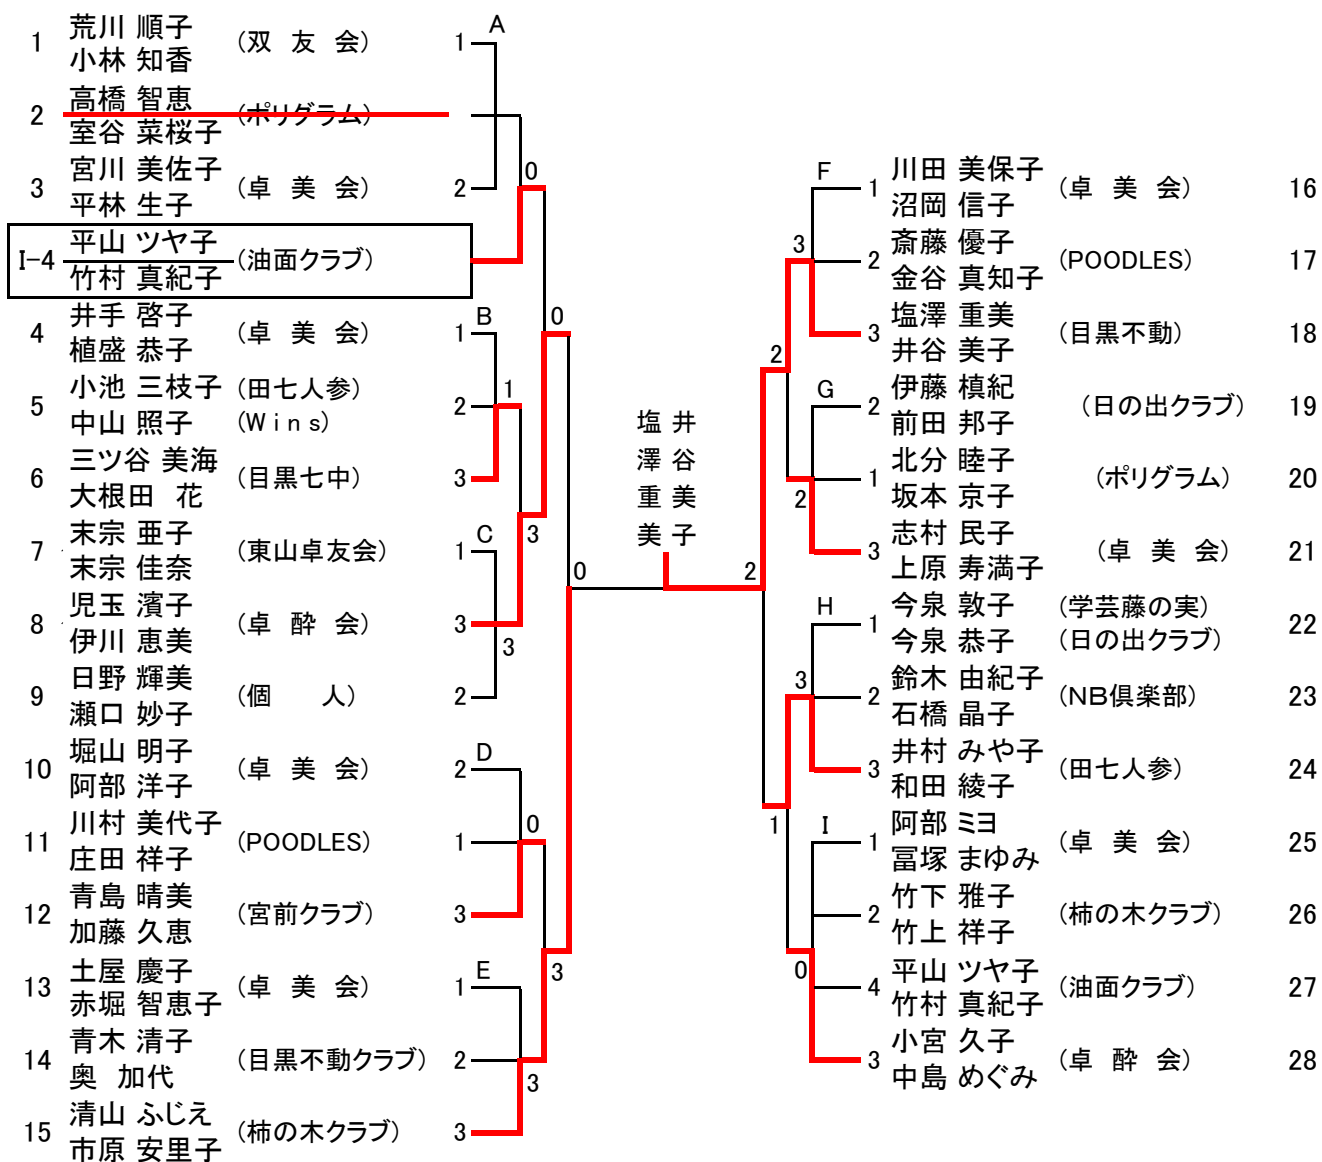 A
1 荒川 順子 (双 友 会) 1
小林 知香
2 高橋 智恵 (ポリグラム)
室谷 菜桜子
3 宮川 美佐子 (卓 美 会) 2
平林 生子
0
I-4 平山 ツヤ子 (油面クラブ)
竹村 真紀子
4 井手 啓子 (卓 美 会) 1 B
植盛 恭子
0
5 小池 三枝子 (田七人参) 2 1
中山 照子 (Wins)
6 三ツ谷 美海 (目黒七中) 3
大根田 花
7 末宗 亜子 (東山卓友会) 1 C
末宗 佳奈
3
8 児玉 濱子 (卓 酔 会) 3
伊川 恵美
3
9 日野 輝美 (個 人) 2
瀬口 妙子
10 堀山 明子 (卓 美 会) 2 D
阿部 洋子
11 川村 美代子 (POODLES) 1 0
庄田 祥子
12 青島 晴美 (宮前クラブ) 3
加藤 久恵
13 土屋 慶子 (卓 美 会) 1 E
赤堀 智恵子
3
14 青木 清子 (目黒不動クラブ) 2
奥 加代
3
15 清山 ふじえ (柿の木クラブ) 3
市原 安里子
0
塩澤重美
井谷美子
2
F
1 川田 美保子 (卓 美 会) 16
沼岡 信子
3
2 斎藤 優子 (POODLES) 17
金谷 真知子
3 塩澤 重美 (目黒不動) 18
井谷 美子
2
G
2 伊藤 槙紀 (日の出クラブ) 19
前田 邦子
1 北分 睦子 (ポリグラム) 20
坂本 京子
2
3 志村 民子 (卓 美 会) 21
上原 寿満子
H
1 今泉 敦子 (学芸藤の実) 22
今泉 恭子 (日の出クラブ)
3
2 鈴木 由紀子 (NB倶楽部) 23
石橋 晶子
3 井村 みや子 (田七人参) 24
和田 綾子
1
I
1 阿部 ミヨ (卓 美 会) 25
冨塚 まゆみ
2 竹下 雅子 (柿の木クラブ) 26
竹上 祥子
0
4 平山 ツヤ子 (油面クラブ) 27
竹村 真紀子
3 小宮 久子 (卓 酔 会) 28
中島 めぐみ